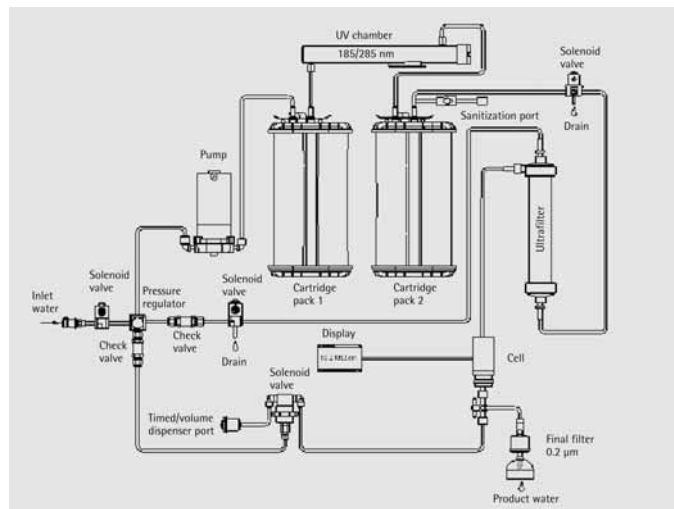 UV chamber
185/285 nm
Solenoid
valve
Sanitization port
Drain
Pump
Ultrafilter
Solenoid
valve
Inlet
water
Pressure
regulator
Solenoid
valve
Cartridge
pack 1
Cartridge
pack 2
Check
valve
Check
valve
Drain
Display
Cell
Solenoid
valve
Timed/volume
dispenser port
Final filter
0.2 µm
Product water